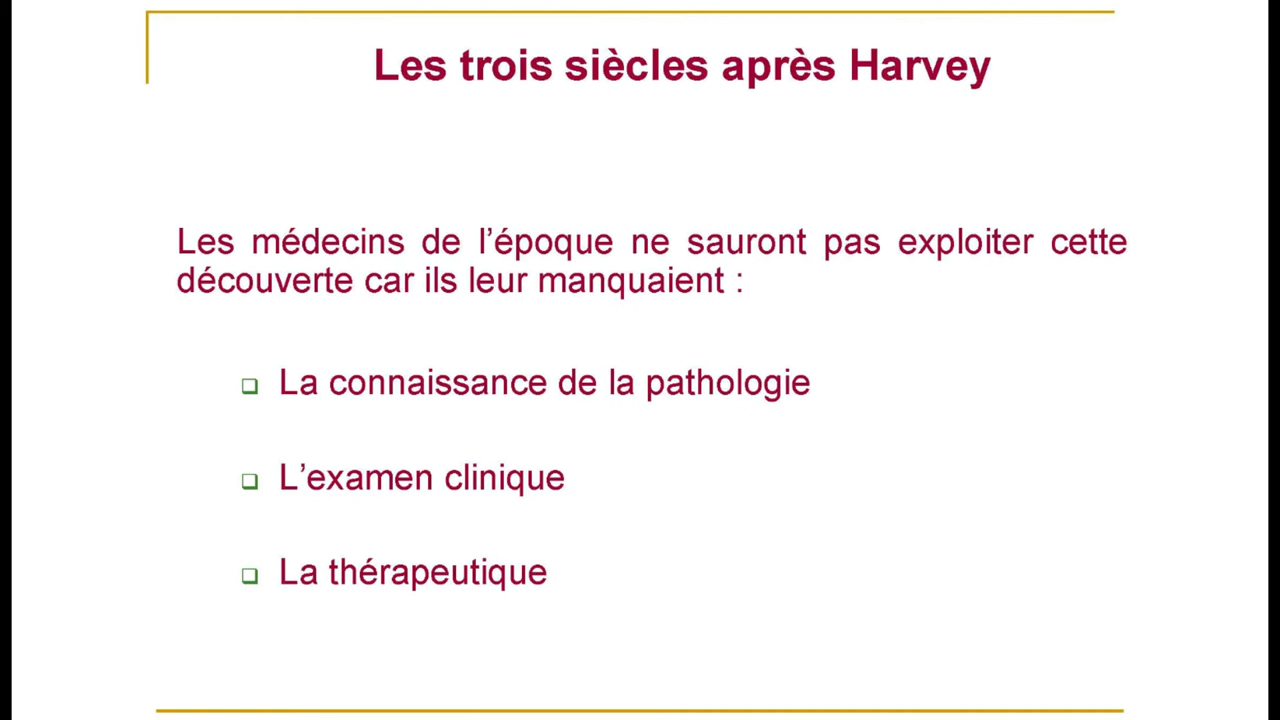 Les trois siècles après Harvey
Les médecins de l’époque ne sauront pas exploiter cette
découverte car ils leur manquaient :
La connaissance de la pathologie
L’examen clinique
La thérapeutique